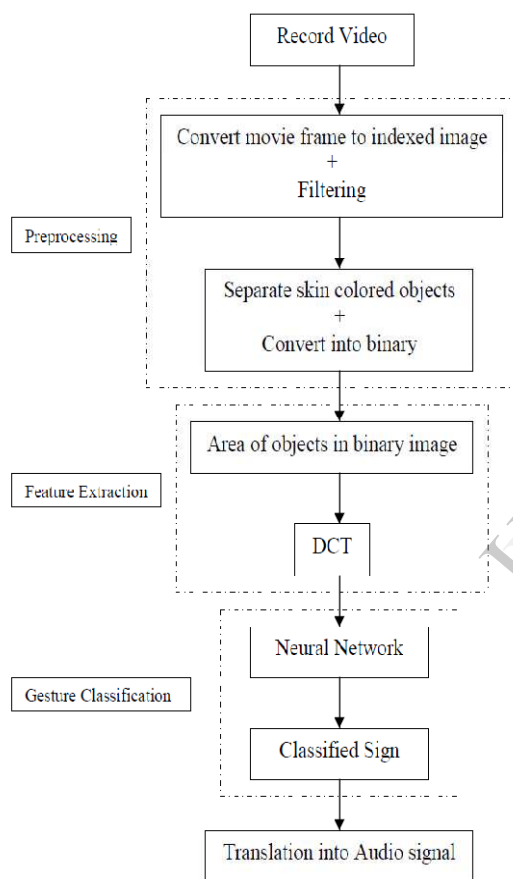 Record Video
Convert movie frame to indexed image
+
Filtering
Preprocessing
Separate skin colored objects
+
Convert into binary
Area of objects in binary image
Feature Extraction
DCT
Neural Network
Gesture Classification
Classified Sign
Translation into Audio signal